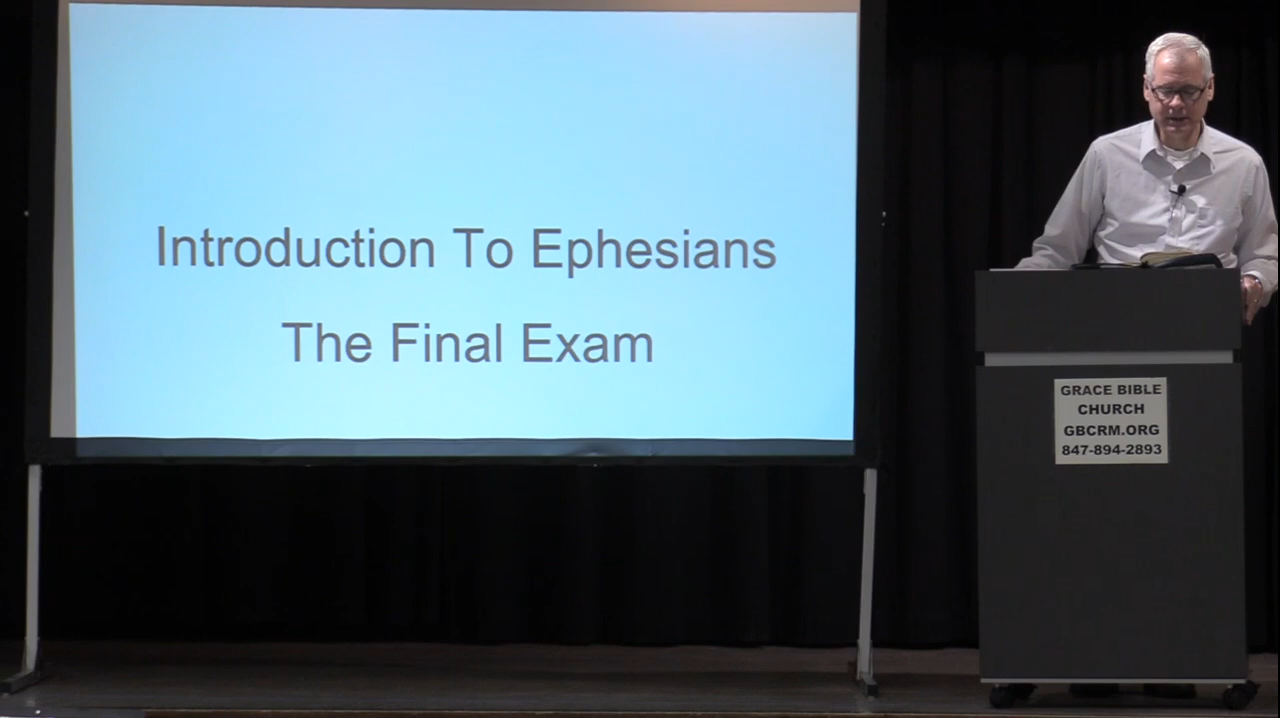 Introduction To Ephesians
The Final Exam
GRACE BIBLE
CHURCH
GBCRM.ORG
847-894-2893